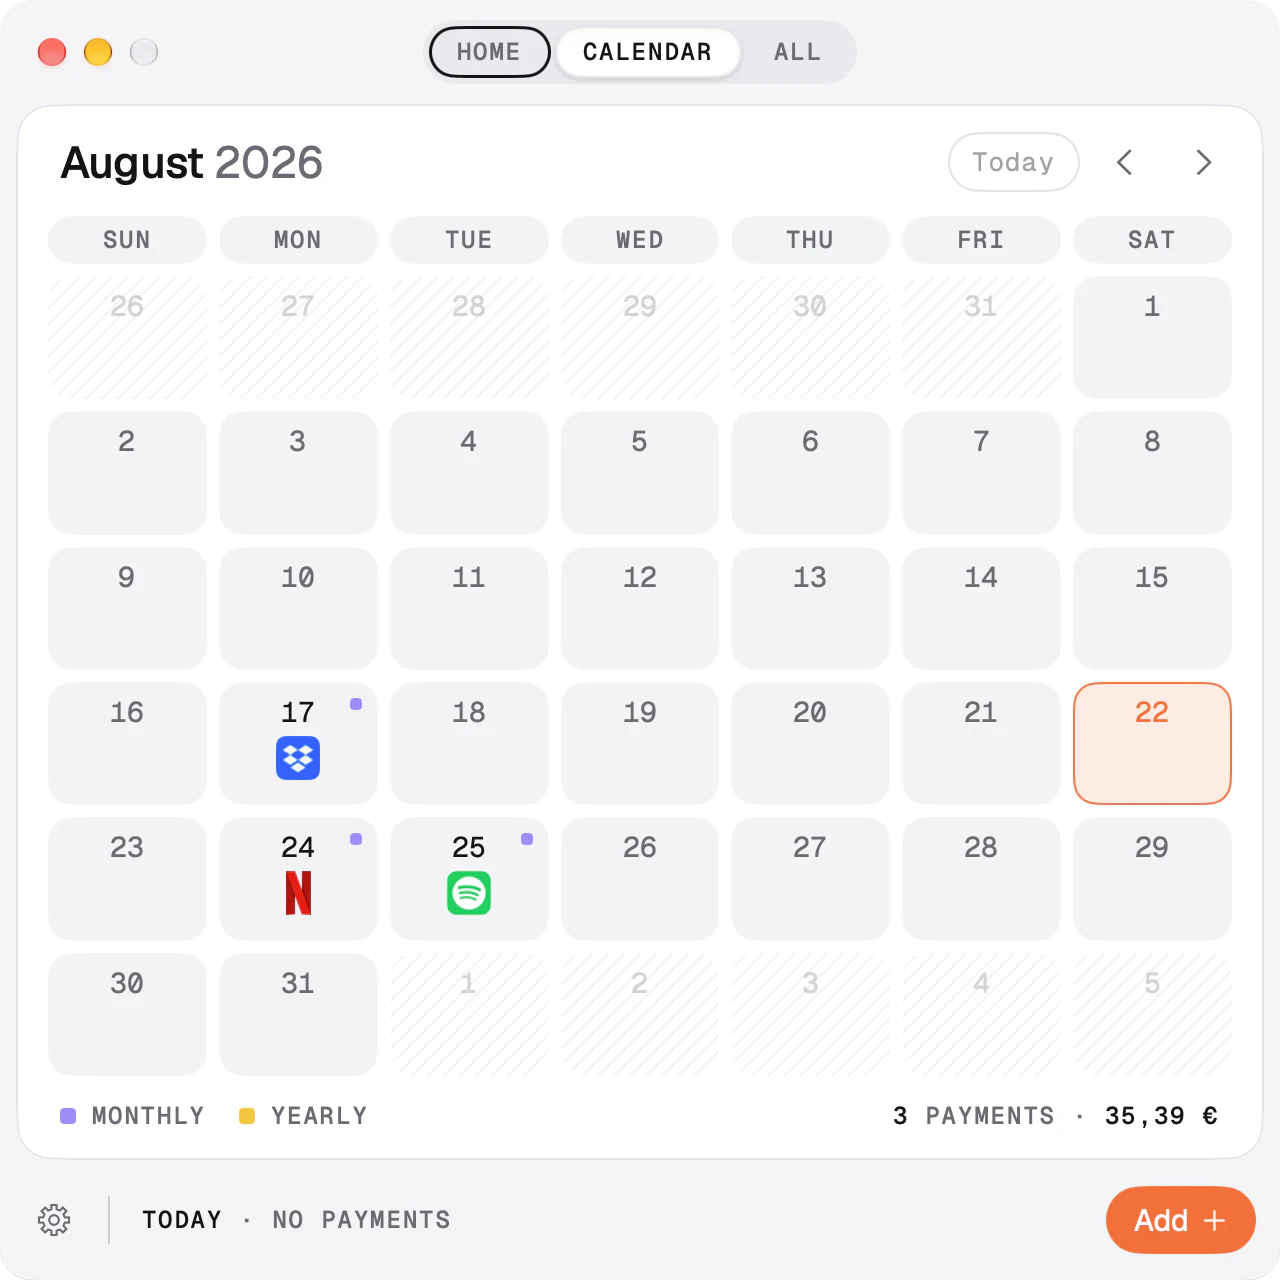 HOME CALENDAR ALL
August 2026 Today
SUN MON TUE WED THU FRI SAT
26 27 28 29 30 31 1
2 3 4 5 6 7 8
9 10 11 12 13 14 15
16 17 18 19 20 21 22
23 24 25 26 27 28 29
N
30 31 1 2 3 4 5
MONTHLY YEARLY 3 PAYMENTS · 35,39 €
TODAY · NO PAYMENTS Add +